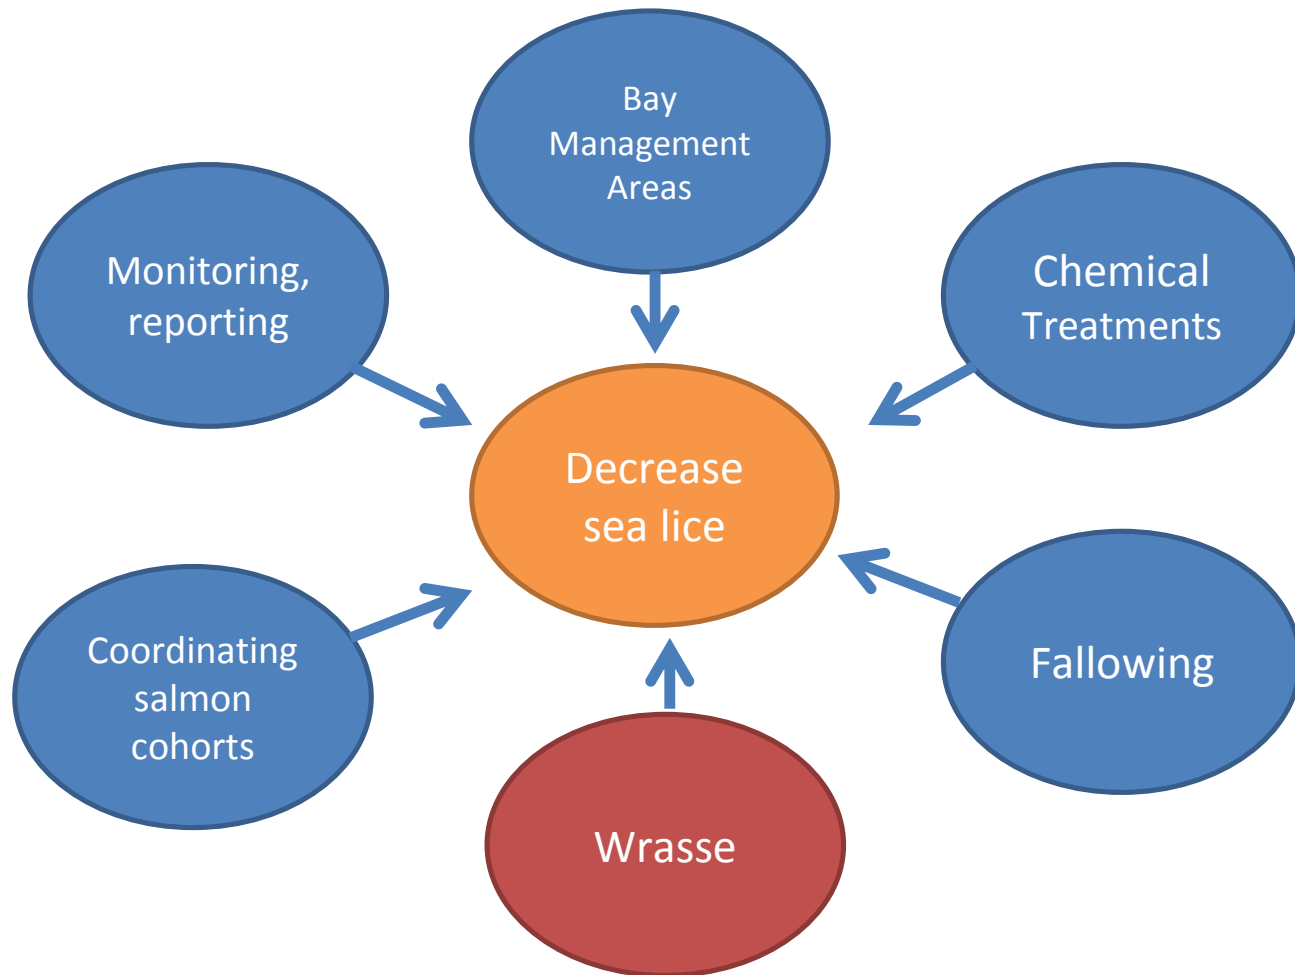 Bay
Management
Areas
Monitoring,
reporting
Chemical
Treatments
Decrease
sea lice
Coordinating
salmon
cohorts
Fallowing
Wrasse